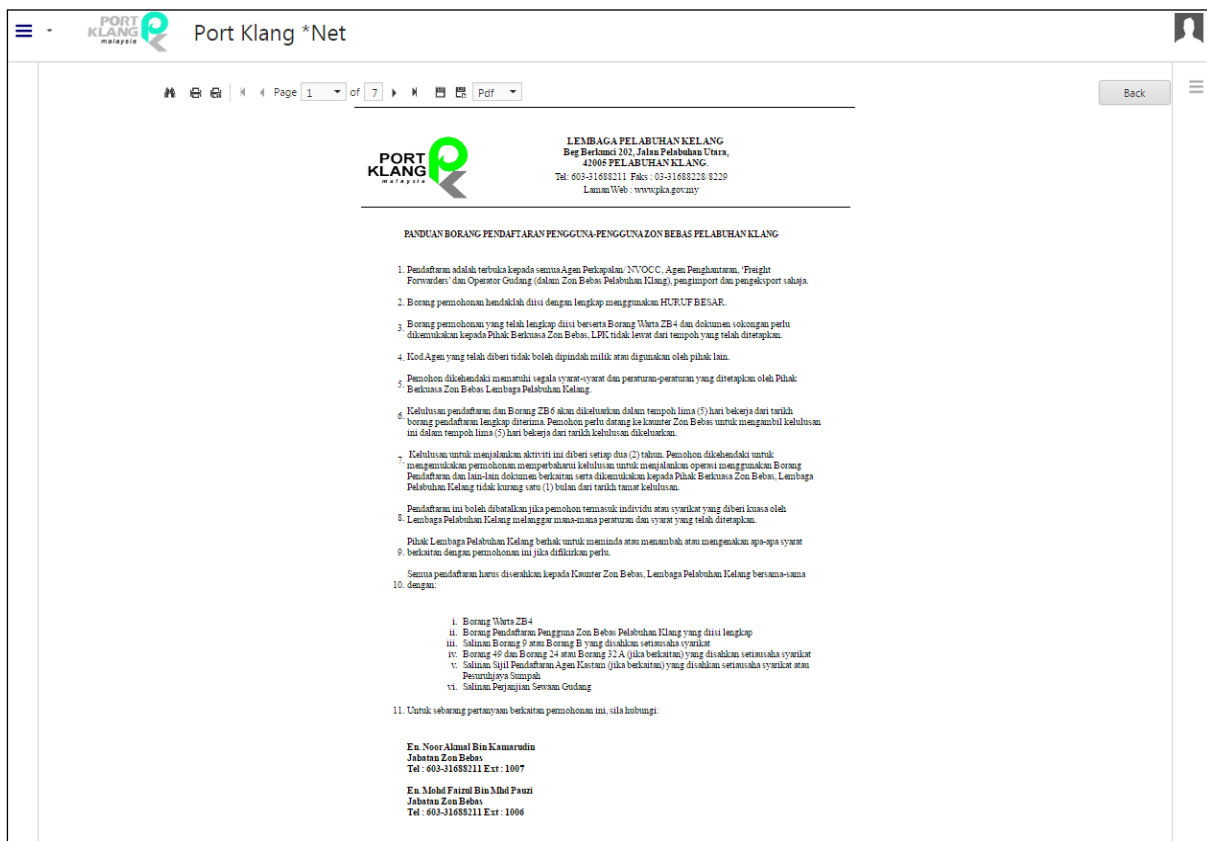 PORT
KLANG
malaysia
Port Klang *Net
Page 1 of 7 Pdf
Back
PORT
KLANG
malaysia
LEMBAGA PELABUHAN KELANG
Beg Berkunci 202, Jalan Pelabuhan Utara,
42005 PELABUHAN KLANG.
Tel: 603-31688211 Faks : 03-31688228/8229
Laman Web : www.pka.gov.my
PANDUAN BORANG PENDAFTARAN PENGGUNA-PENGGUNA ZON BEBAS PELABUHAN KLANG
1. Pendaftaran adalah terbuka kepada semua Agen Perkapalan/ NVOCC, Agen Penghantaran, 'Freight
Forwarders' dan Operator Gudang (dalam Zon Bebas Pelabuhan Klang), pengimport dan pengeksport sahaja.
2. Borang permohonan hendaklah diisi dengan lengkap menggunakan HURUF BESAR.
3. Borang permohonan yang telah lengkap diisi berserta Borang Warta ZB4 dan dokumen sokongan perlu
dikemukakan kepada Pihak Berkuasa Zon Bebas, LPK tidak lewat dari tempoh yang telah ditetapkan.
4. Kod Agen yang telah diberi tidak boleh dipindah milik atau digunakan oleh pihak lain.
5. Pemohon dikehendaki mematuhi segala syarat-syarat dan peraturan-peraturan yang ditetapkan oleh Pihak
Berkuasa Zon Bebas Lembaga Pelabuhan Kelang.
6. Kelulusan pendaftaran dan Borang ZB6 akan dikeluarkan dalam tempoh lima (5) hari bekerja dari tarikh
borang pendaftaran lengkap diterima. Pemohon perlu datang ke kaunter Zon Bebas untuk mengambil kelulusan
ini dalam tempoh lima (5) hari bekerja dari tarikh kelulusan dikeluarkan.
7. Kelulusan untuk menjalankan aktiviti ini diberi setiap dua (2) tahun. Pemohon dikehendaki untuk
mengemukakan permohonan memperbaharui kelulusan untuk menjalankan operasi menggunakan Borang
Pendaftaran dan lain-lain dokumen berkaitan serta dikemukakan kepada Pihak Berkuasa Zon Bebas, Lembaga
Pelabuhan Kelang tidak kurang satu (1) bulan dari tarikh tamat kelulusan.
Pendaftaran ini boleh dibatalkan jika pemohon termasuk individu atau syarikat yang diberi kuasa oleh
8. Lembaga Pelabuhan Kelang melanggar mana-mana peraturan dan syarat yang telah ditetapkan.
Pihak Lembaga Pelabuhan Kelang berhak untuk meminda atau menambah atau mengenakan apa-apa syarat
9. berkaitan dengan permohonan ini jika difikirkan perlu.
Semua pendaftaran harus diserahkan kepada Kaunter Zon Bebas, Lembaga Pelabuhan Kelang bersama-sama
10. dengan:
i. Borang Warta ZB4
ii. Borang Pendaftaran Pengguna Zon Bebas Pelabuhan Klang yang diisi lengkap
iii. Salinan Borang 9 atau Borang B yang disahkan setiausaha syarikat
iv. Borang 49 dan Borang 24 atau Borang 32A (jika berkaitan) yang disahkan setiausaha syarikat
v. Salinan Sijil Pendaftaran Agen Kastam (jika berkaitan) yang disahkan setiausaha syarikat atau
Pesuruhjaya Sumpah
vi. Salinan Perjanjian Sewaan Gudang
11. Untuk sebarang pertanyaan berkaitan permohonan ini, sila hubungi:
En. Noor Akmal Bin Kamarudin
Jabatan Zon Bebas
Tel : 603-31688211 Ext : 1007
En. Mohd Faizul Bin Mhd Pauzi
Jabatan Zon Bebas
Tel : 603-31688211 Ext : 1006